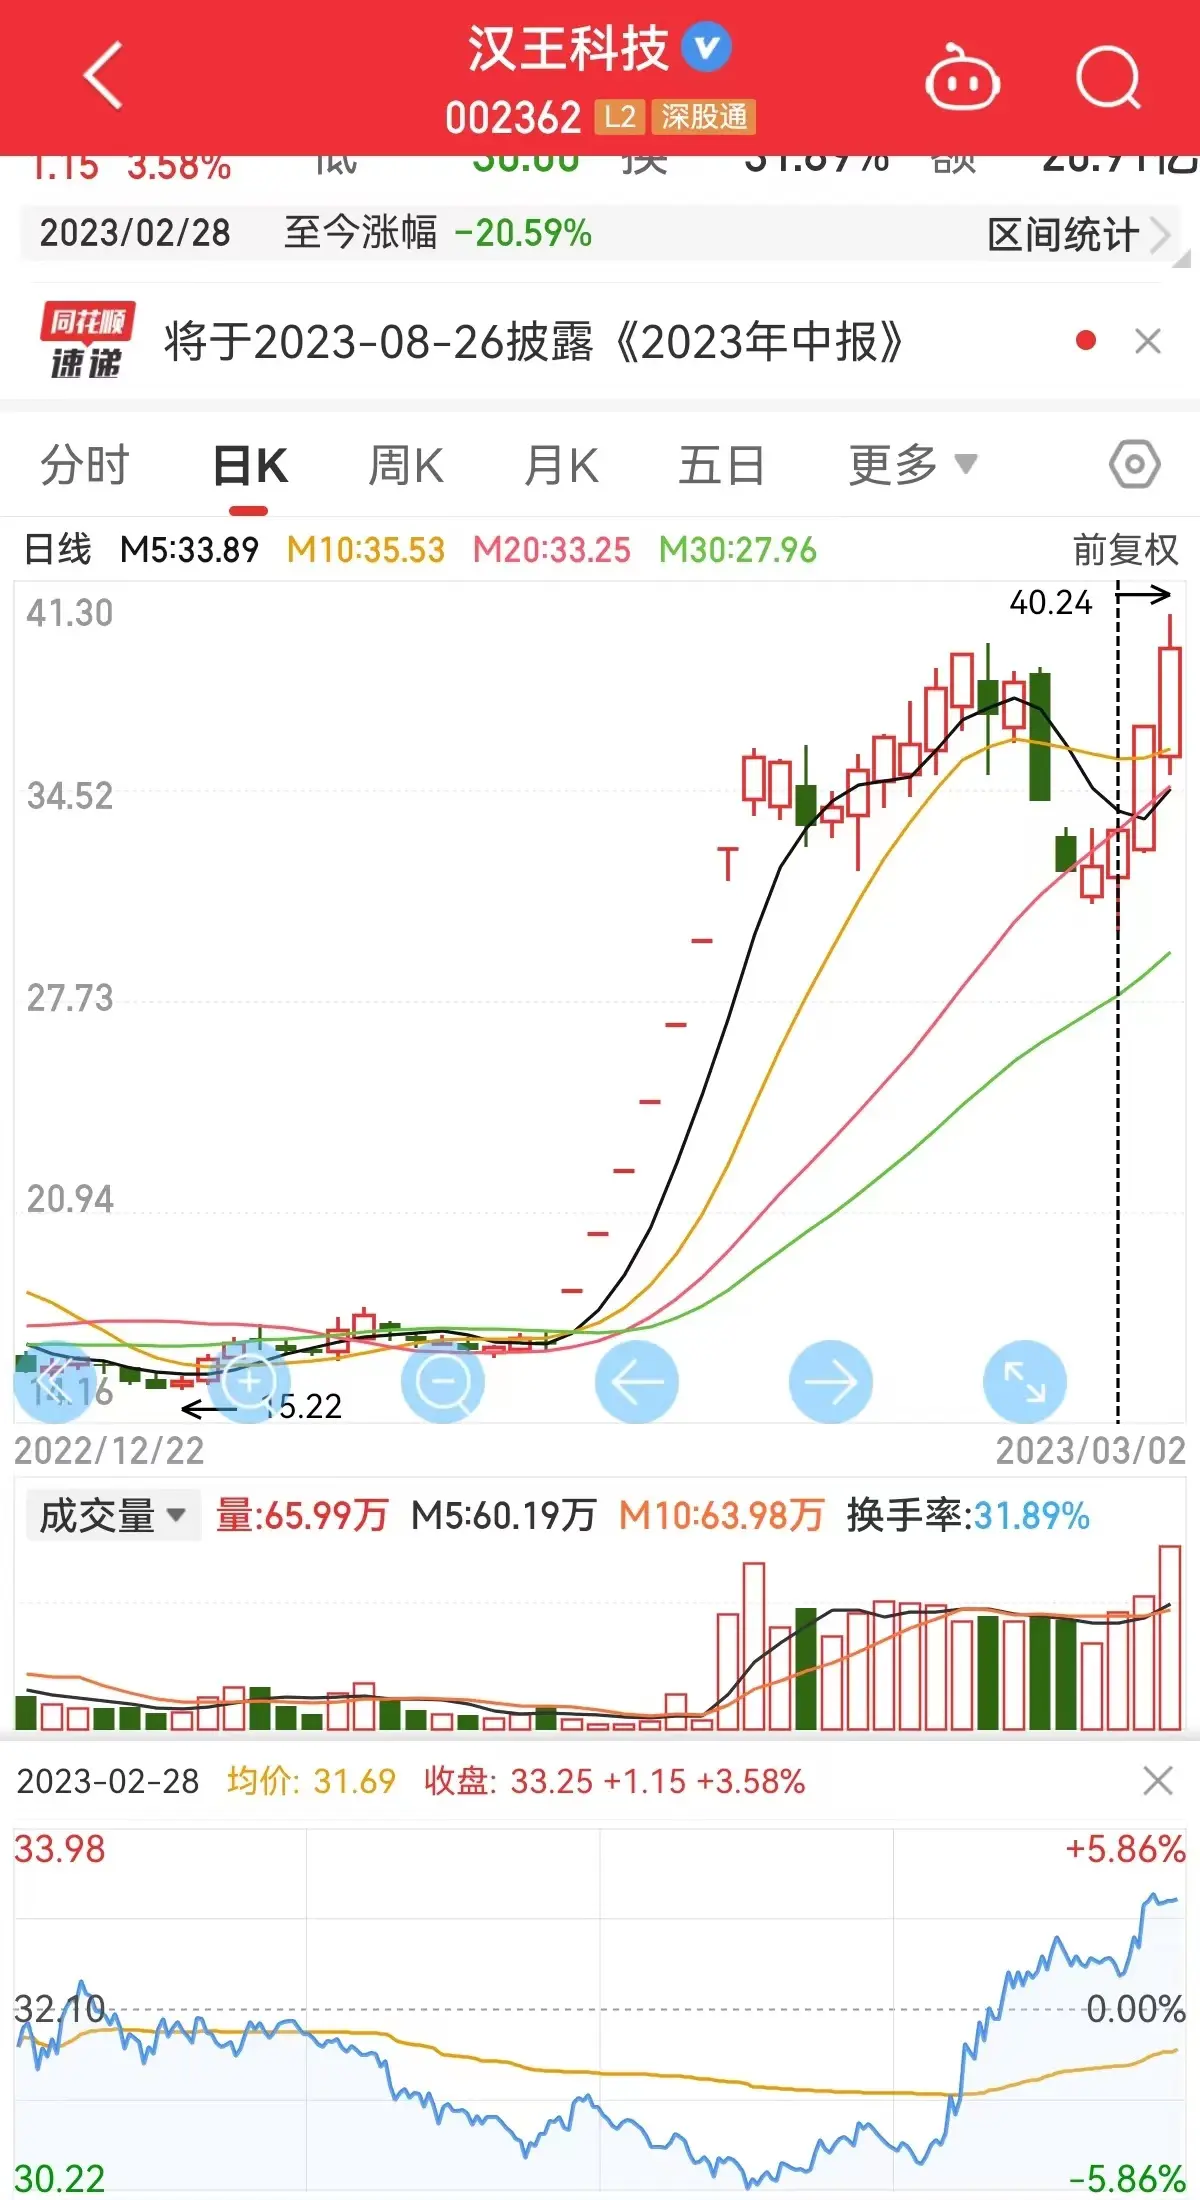 汉王科技
002362 L2 深股通
1.15 3.58% 低 30.00 换 31.89% 额 20.91亿
2023/02/28 至今涨幅 -20.59% 区间统计
同花顺
速递
将于2023-08-26披露《2023年中报》
分时 日K 周K 月K 五日 更多
日线 M5:33.89 M10:35.53 M20:33.25 M30:27.96 前复权
41.30
40.24
34.52
27.73
20.94
14.16
15.22
2022/12/22 2023/03/02
成交量 量:65.99万 M5:60.19万 M10:63.98万 换手率:31.89%
2023-02-28 均价: 31.69 收盘: 33.25 +1.15 +3.58%
33.98 +5.86%
32.10 0.00%
30.22 -5.86%